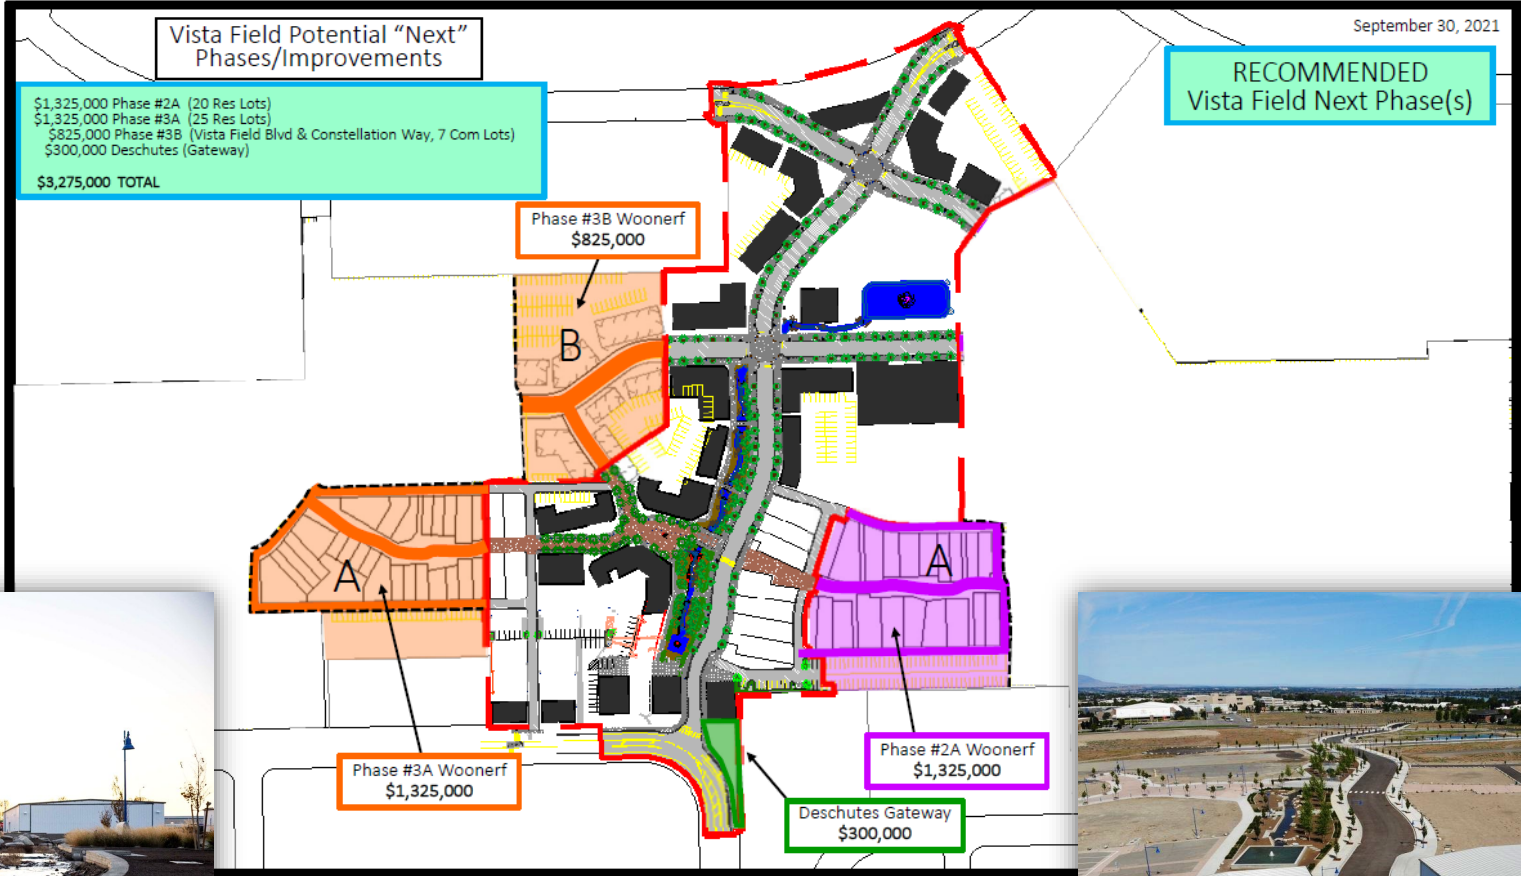 Vista Field Potential “Next”
Phases/Improvements
September 30, 2021
RECOMMENDED
Vista Field Next Phase(s)
$1,325,000 Phase #2A (20 Res Lots)
$1,325,000 Phase #3A (25 Res Lots)
$825,000 Phase #3B (Vista Field Blvd & Constellation Way, 7 Com Lots)
$300,000 Deschutes (Gateway)
$3,275,000 TOTAL
Phase #3B Woonerf
$825,000
B
A
A
Phase #3A Woonerf
$1,325,000
Phase #2A Woonerf
$1,325,000
Deschutes Gateway
$300,000